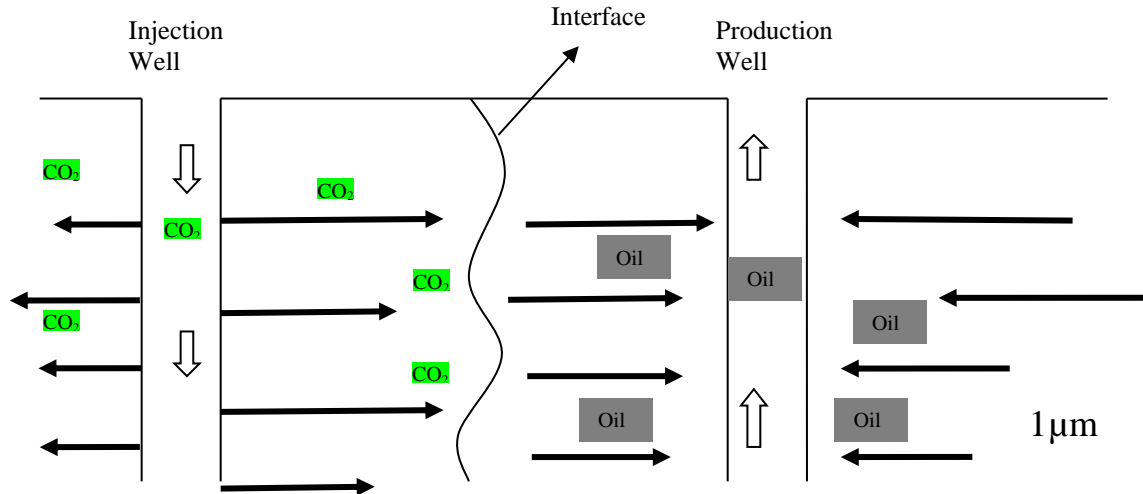 Injection
Well
Interface
Production
Well
CO₂
CO₂
CO₂
CO₂
CO₂
CO₂
Oil
Oil
Oil
Oil
Oil
1µm